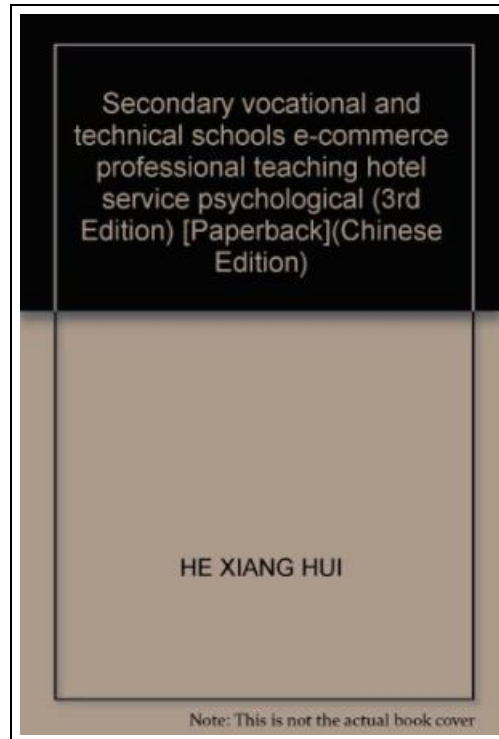 Secondary vocational and
technical schools e-commerce
professional teaching hotel
service psychological (3rd
Edition) [Paperback](Chinese
Edition)
HE XIANG HUI
Note: This is not the actual book cover